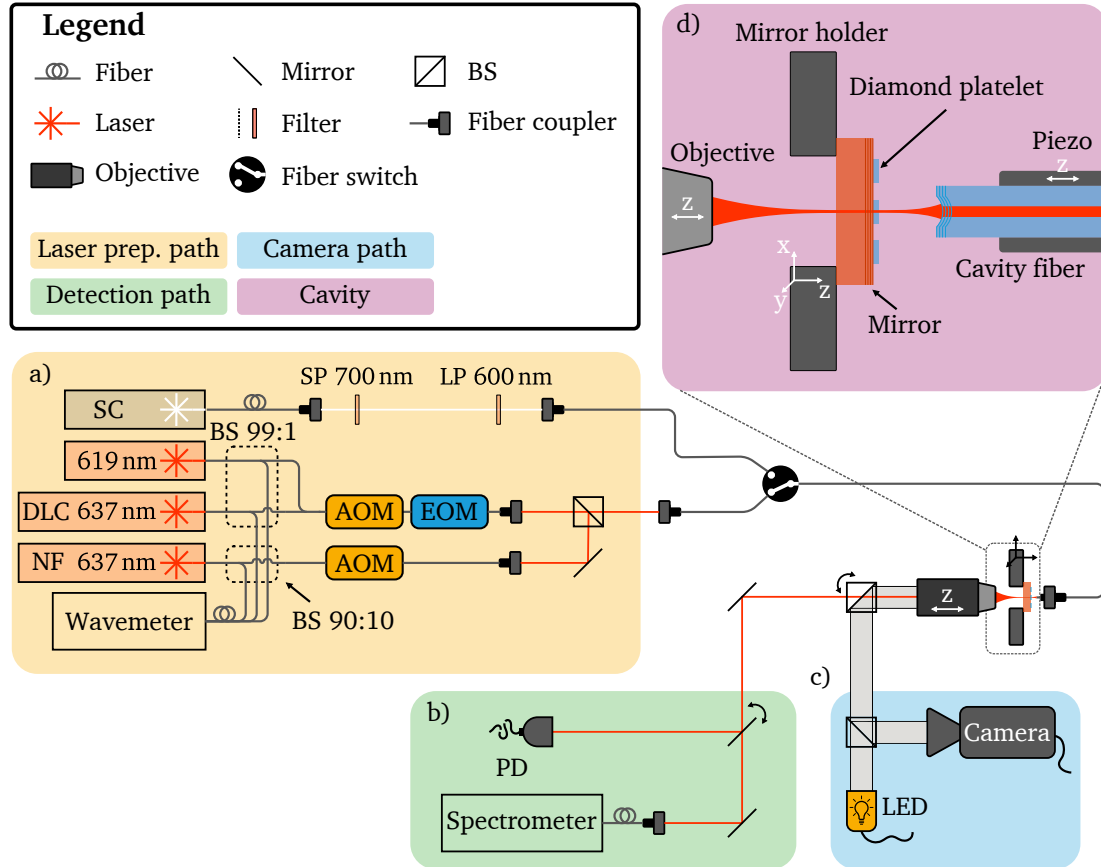 Legend
Fiber
Mirror
BS
Laser
Filter
Fiber coupler
Objective
Fiber switch
Laser prep. path
Camera path
Detection path
Cavity
d)
Mirror holder
Diamond platelet
Objective
Piezo
z
z
x
y
z
Cavity fiber
Mirror
a)
SP 700 nm
LP 600 nm
SC
BS 99:1
619 nm
DLC 637 nm
AOM
EOM
NF 637 nm
AOM
Wavemeter
BS 90:10
z
b)
PD
Spectrometer
c)
Camera
LED